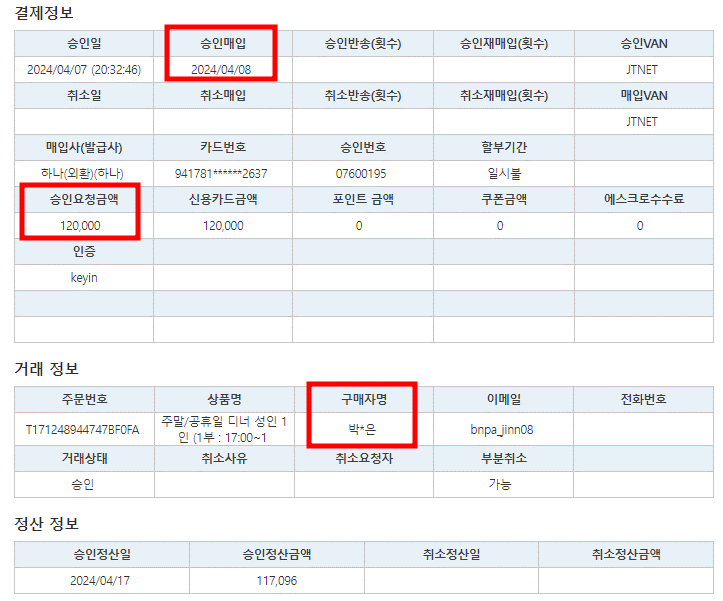 결제정보
승인일 승인매입 승인반송(횟수) 승인재매입(횟수) 승인VAN
2024/04/07 (20:32:46) 2024/04/08 JTNET
취소일 취소매입 취소반송(횟수) 취소재매입(횟수) 매입VAN
JTNET
매입사(발급사) 카드번호 승인번호 할부기간
하나(외환)(하나) 941781******2637 07600195 일시불
승인요청금액 신용카드금액 포인트 금액 쿠폰금액 에스크로수수료
120,000 120,000 0 0 0
인증
keyin
거래 정보
주문번호 상품명 구매자명 이메일 전화번호
T171248944747BF0FA 주말/공휴일 디너 성인 1 박*은 bnpa_jinn08
인 (1부 : 17:00~1
거래상태 취소사유 취소요청자 부분취소
승인 가능
정산 정보
승인정산일 승인정산금액 취소정산일 취소정산금액
2024/04/17 117,096